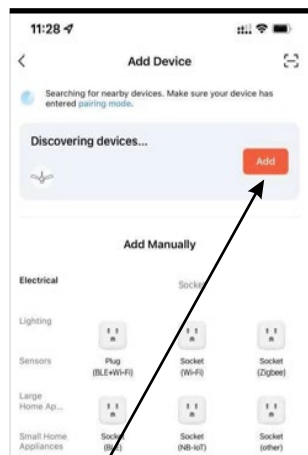 11:28
Add Device
Searching for nearby devices. Make sure your device has
entered pairing mode.
Discovering devices...
Add
Add Manually
Electrical
Socket
Lighting
Sensors
Plug
(BLE+Wi-Fi)
Socket
(Wi-Fi)
Socket
(Zigbee)
Large
Home Ap...
Small Home
Appliances
Socket
(BLE)
Socket
(NB-IoT)
Socket
(other)